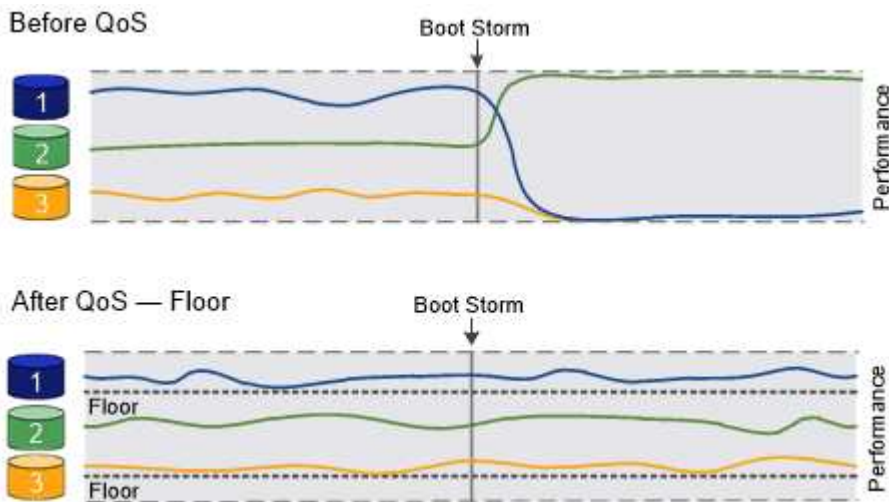 Before QoS
Boot Storm
1
2
3
Performance
After QoS — Floor
Boot Storm
1
Floor
2
3
Floor
Performance